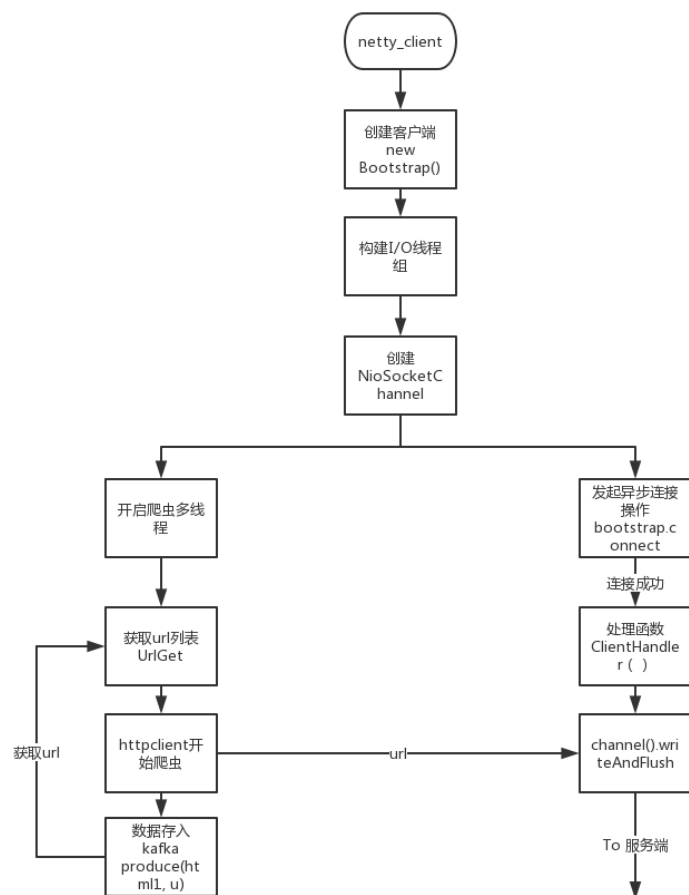 netty_client
创建客户端
new
Bootstrap()
构建I/O线程
组
创建
NioSocketC
hannel
开启爬虫多线
程
发起异步连接
操作
bootstrap.c
onnect
连接成功
获取url列表
UrlGet
处理函数
ClientHandle
r（ ）
获取url
httpclient开
始爬虫
url
channel().wri
teAndFlush
数据存入
kafka
produce(ht
ml1, u)
To 服务端